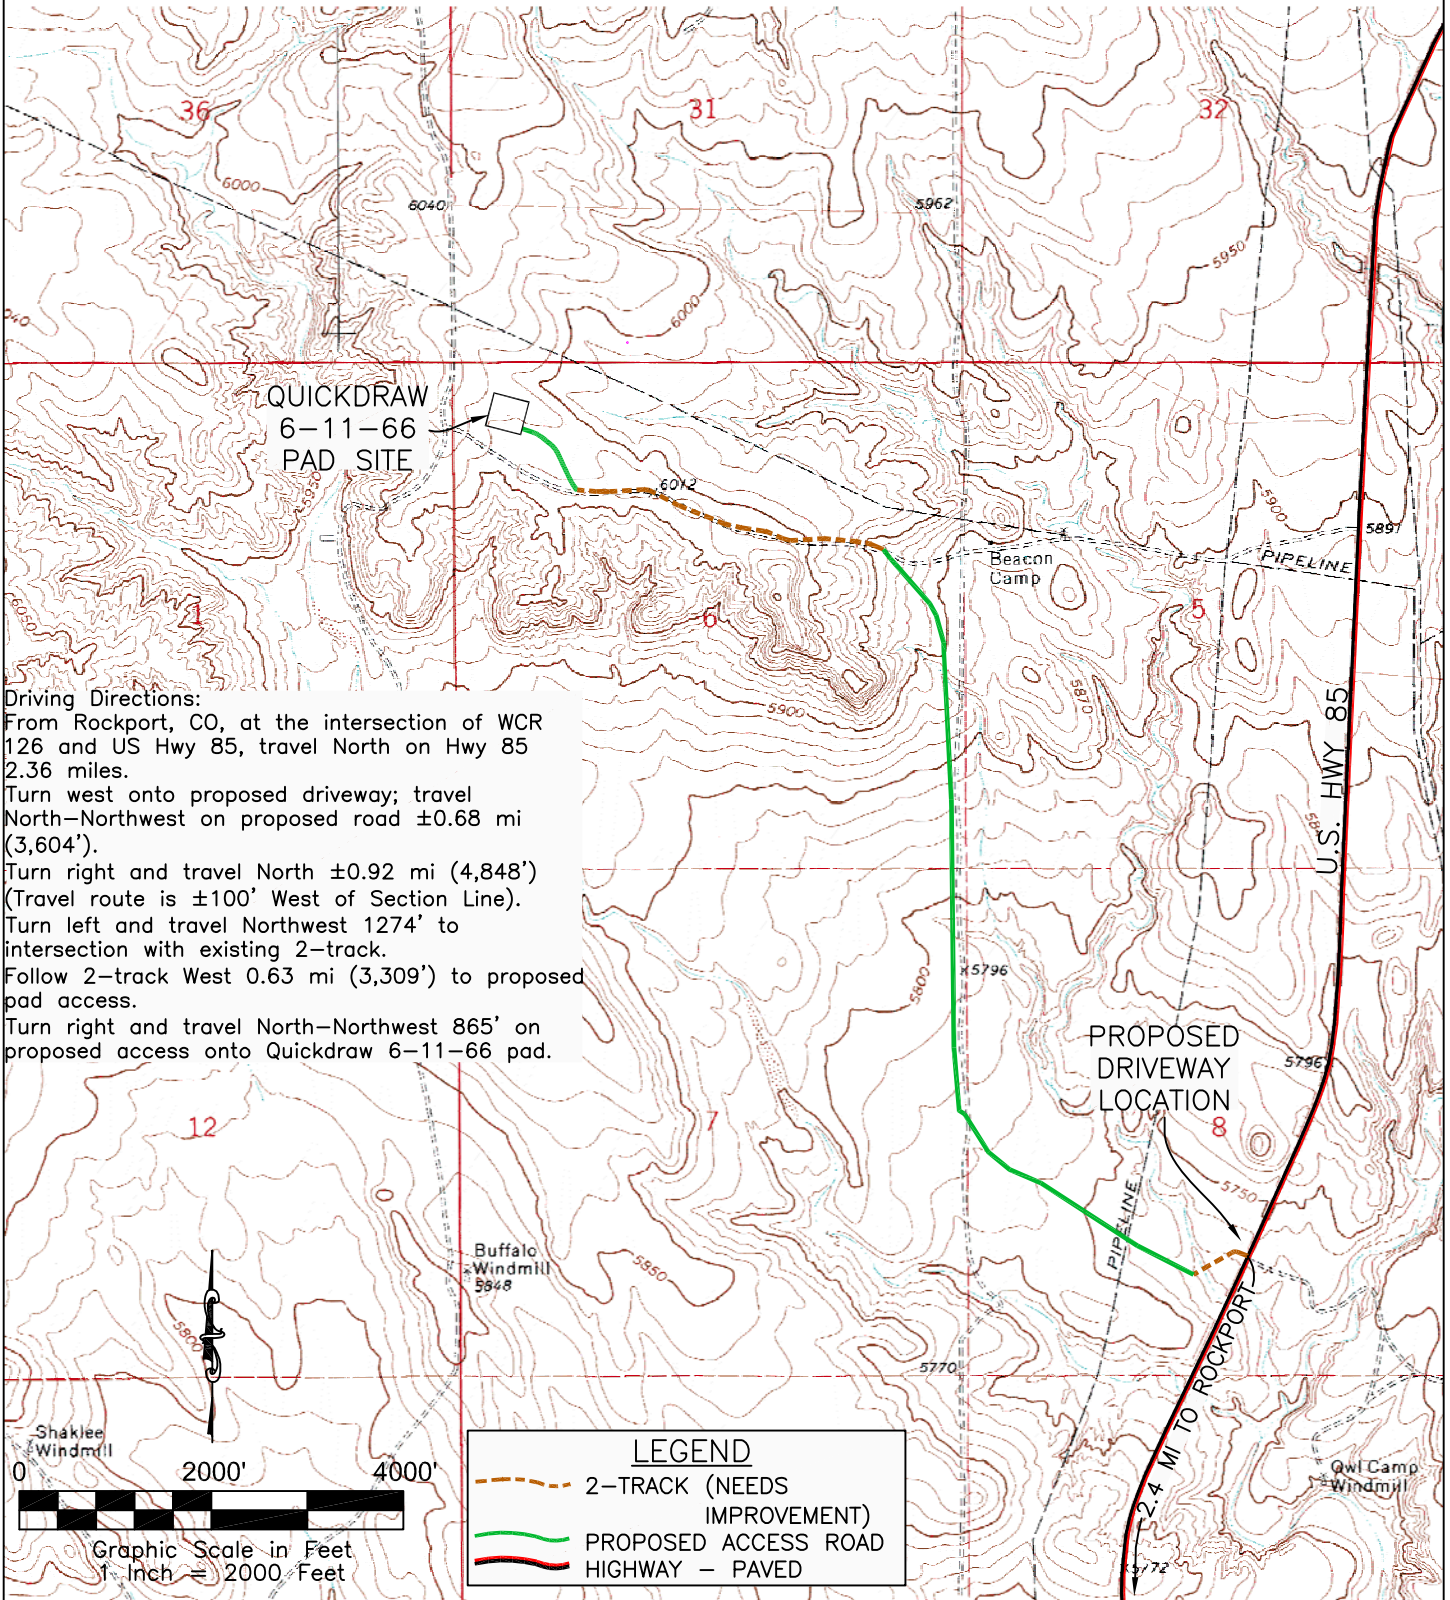 36
31
32
6000
6040
5962
5950
6000
QUICKDRAW
6-11-66
PAD SITE
5950
6012
5900
5897
PIPELINE
Beacon
Camp
6050
1
6
5
5870
5900
U.S. HWY 85
Driving Directions:
From Rockport, CO, at the intersection of WCR
126 and US Hwy 85, travel North on Hwy 85
2.36 miles.
Turn west onto proposed driveway; travel
North-Northwest on proposed road ±0.68 mi
(3,604').
Turn right and travel North ±0.92 mi (4,848')
(Travel route is ±100' West of Section Line).
Turn left and travel Northwest 1274' to
intersection with existing 2-track.
Follow 2-track West 0.63 mi (3,309') to proposed
pad access.
Turn right and travel North-Northwest 865' on
proposed access onto Quickdraw 6-11-66 pad.
5800
x5796
PROPOSED
DRIVEWAY
LOCATION
5796
12
7
8
5750
PIPELINE
Buffalo
Windmill
5848
5850
5800
5770
2.4 MI TO ROCKPORT
Shaklee
Windmill
Owl Camp
Windmill
x5772
0 2000' 4000'
Graphic Scale in Feet
1 Inch = 2000 Feet
LEGEND
2-TRACK (NEEDS
IMPROVEMENT)
PROPOSED ACCESS ROAD
HIGHWAY - PAVED